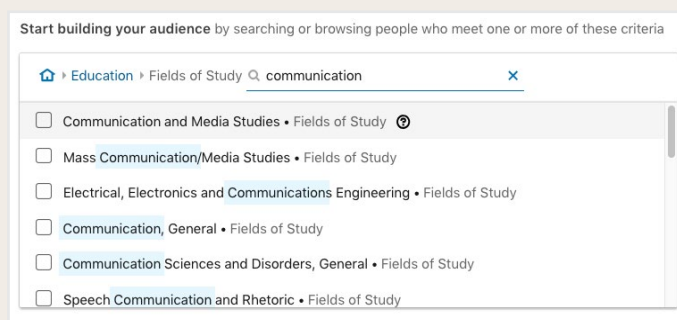 Start building your audience by searching or browsing people who meet one or more of these criteria
Education Fields of Study communication
Communication and Media Studies • Fields of Study
Mass Communication/Media Studies • Fields of Study
Electrical, Electronics and Communications Engineering • Fields of Study
Communication, General • Fields of Study
Communication Sciences and Disorders, General • Fields of Study
Speech Communication and Rhetoric • Fields of Study